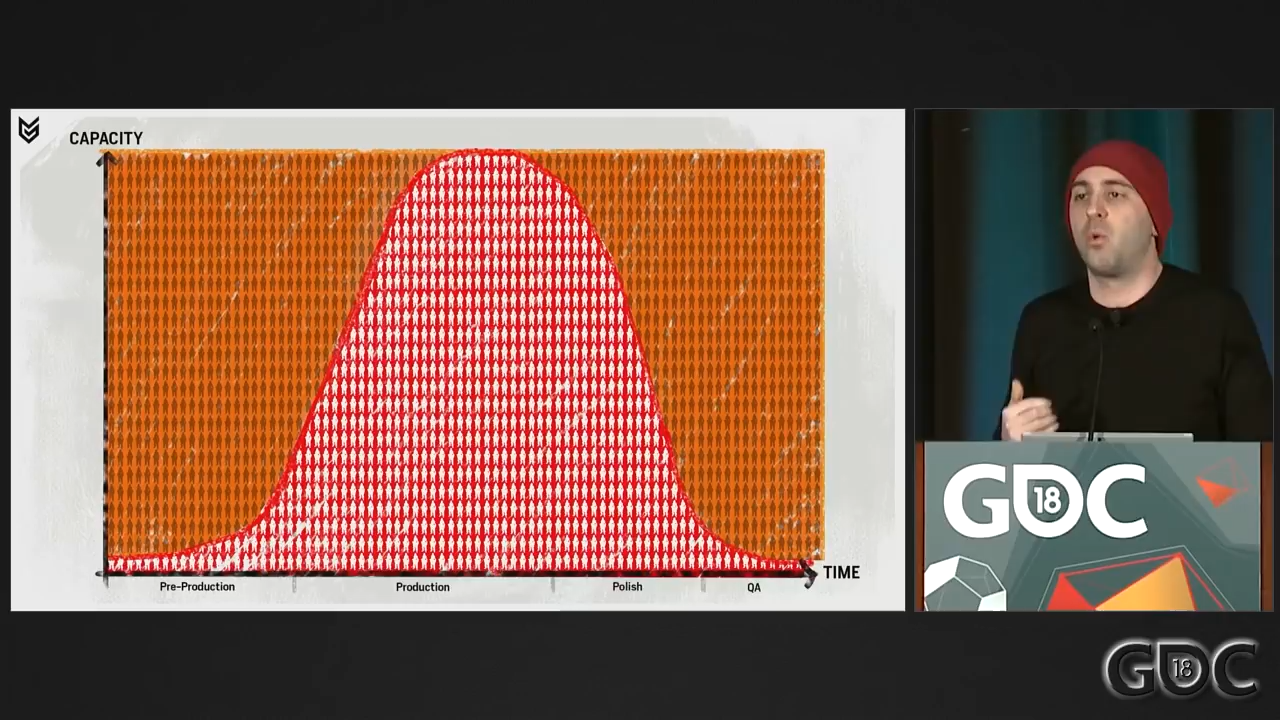 CAPACITY
TIME
Pre-Production
Production
Polish
QA
GDC
18
GDC
18